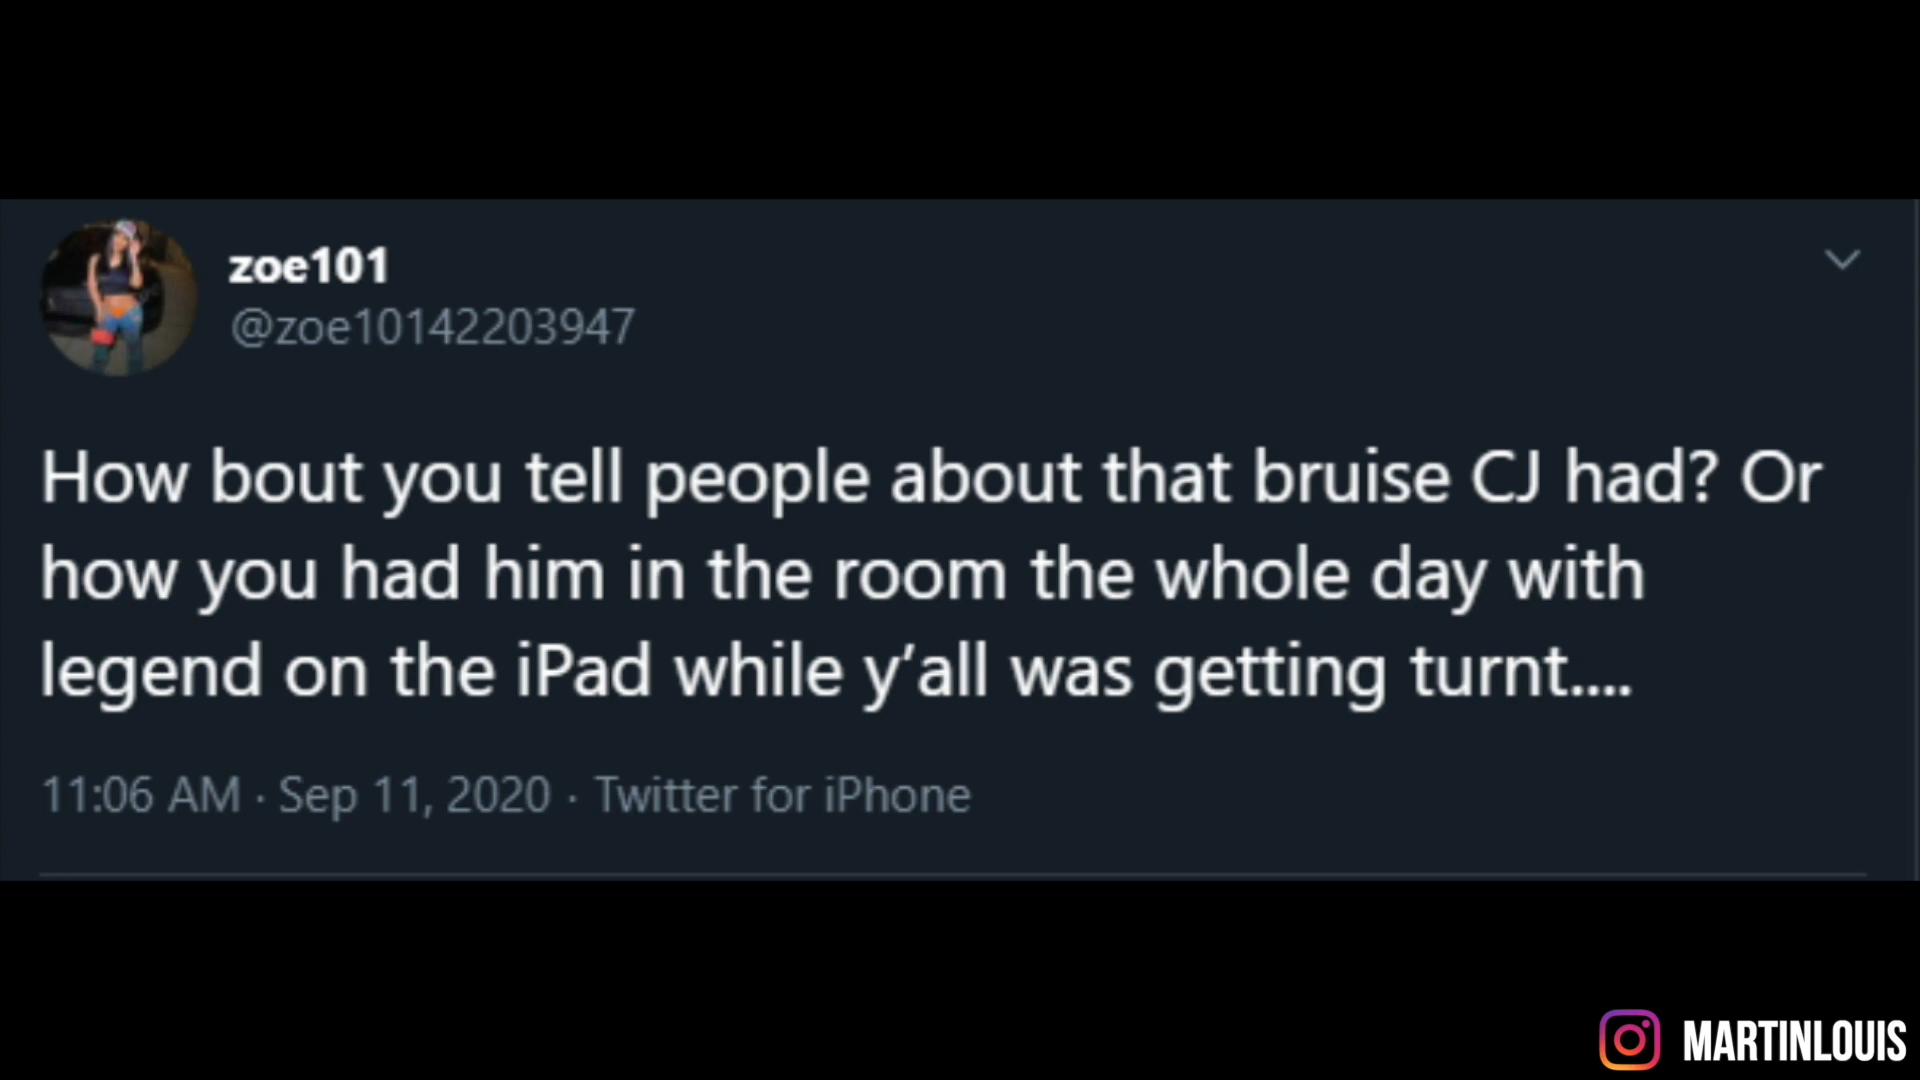 zoe101
@zoe10142203947
How bout you tell people about that bruise CJ had? Or
how you had him in the room the whole day with
legend on the iPad while y’all was getting turnt....
11:06 AM · Sep 11, 2020 · Twitter for iPhone
MARTINLOUIS